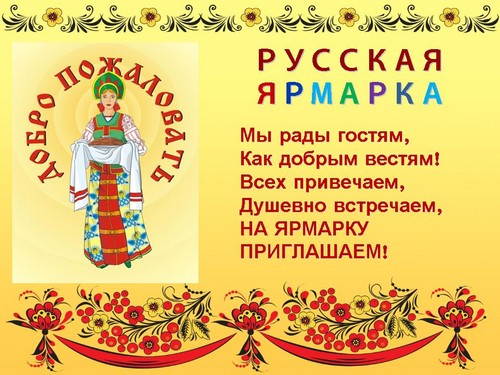 ДОБРО ПОЖАЛОВАТЬ
РУССКАЯ
ЯРМАРКА
Мы рады гостям,
Как добрым вестям!
Всех привечаем,
Душевно встречаем,
НА ЯРМАРКУ
ПРИГЛАШАЕМ!